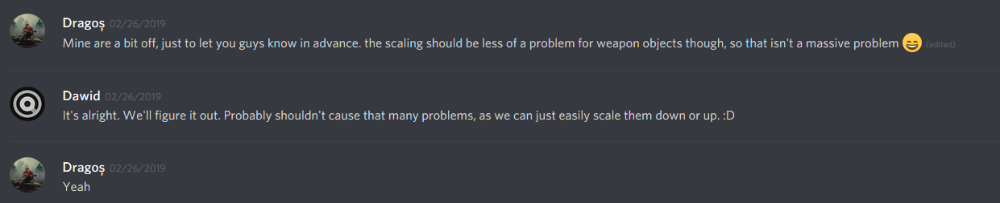 Dragoș 02/26/2019
Mine are a bit off, just to let you guys know in advance. the scaling should be less of a problem for weapon objects though, so that isn't a massive problem 😄 (edited)
Dawid 02/26/2019
It's alright. We'll figure it out. Probably shouldn't cause that many problems, as we can just easily scale them down or up. :D
Dragoș 02/26/2019
Yeah